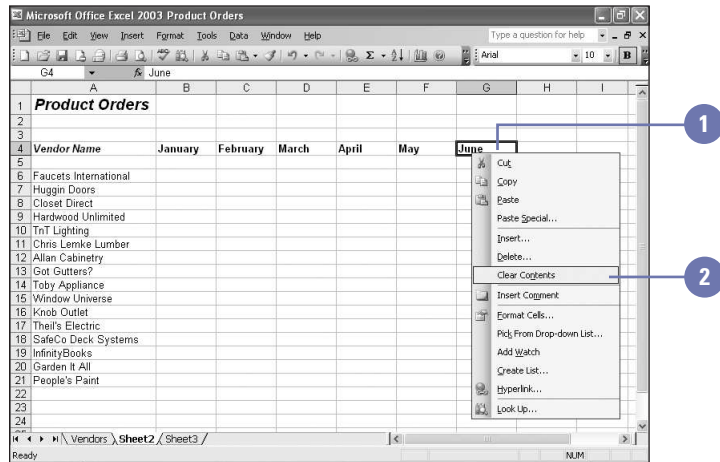 Microsoft Office Excel 2003 Product Orders
File Edit View Insert Format Tools Data Window Help Type a question for help
Arial 10 B
G4 fx June
A B C D E F G H I
1 Product Orders
2
3
4 Vendor Name January February March April May June
5
6 Faucets International
7 Huggin Doors
8 Closet Direct
9 Hardwood Unlimited
10 TnT Lighting
11 Chris Lemke Lumber
12 Allan Cabinetry
13 Got Gutters?
14 Toby Appliance
15 Window Universe
16 Knob Outlet
17 Theil's Electric
18 SafeCo Deck Systems
19 InfinityBooks
20 Garden It All
21 People's Paint
22
23
24
Cut
Copy
Paste
Paste Special...
Insert...
Delete...
Clear Contents
Insert Comment
Format Cells...
Pick From Drop-down List...
Add Watch
Create List...
Hyperlink...
Look Up...
Vendors Sheet2 Sheet3
Ready NUM
1
2